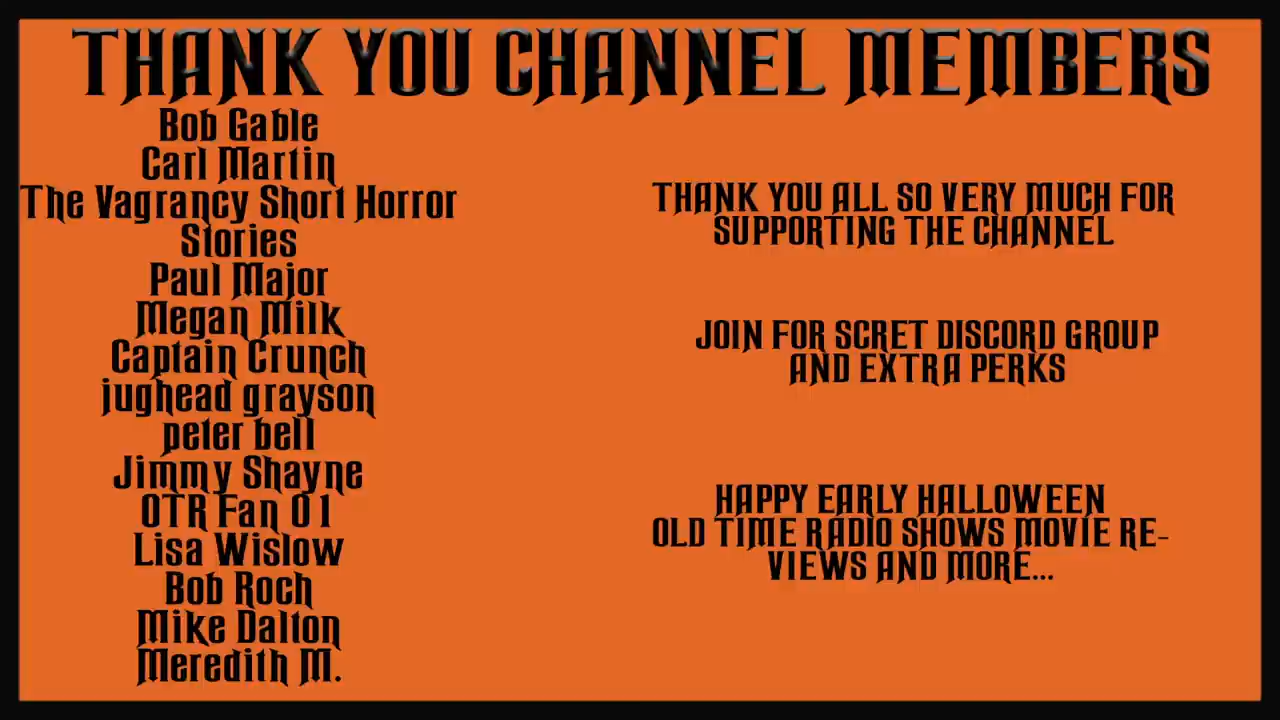 THANK YOU CHANNEL MEMBERS
Bob Gable
Carl Martin
The Vagrancy Short Horror
Stories
Paul Major
Megan Milk
Captain Crunch
jughead grayson
peter bell
Jimmy Shayne
OTR Fan 01
Lisa Wislow
Bob Roch
Mike Dalton
Meredith M.
THANK YOU ALL SO VERY MUCH FOR
SUPPORTING THE CHANNEL
JOIN FOR SCRET DISCORD GROUP
AND EXTRA PERKS
HAPPY EARLY HALLOWEEN
OLD TIME RADIO SHOWS MOVIE RE-
VIEWS AND MORE...